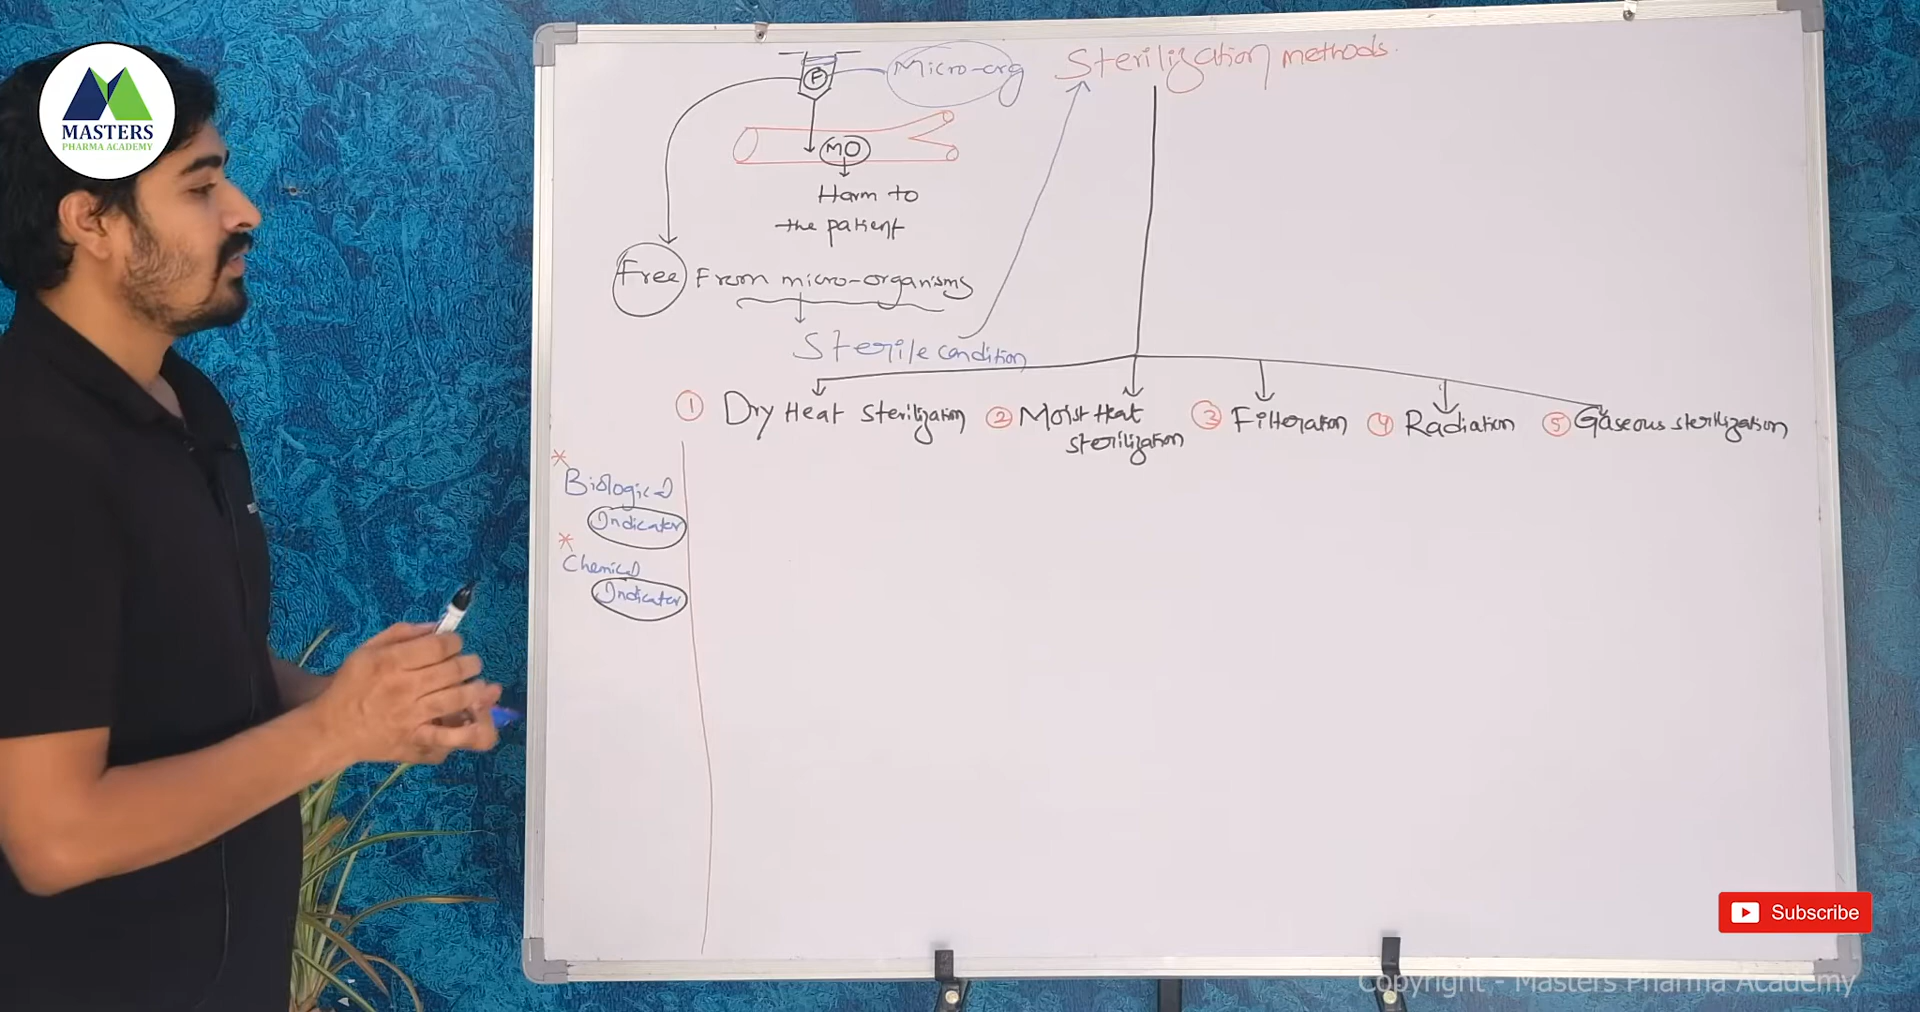 MASTERS
PHARMA ACADEMY
F
Micro-org
Sterilization methods.
MO
Harm to
the patient
Free From micro-organisms
Sterile condition
1 Dry Heat sterilization
2 Moist Heat
sterilization
3 Filteration
4 Radiation
5 Gaseous sterilization
* Biological
Indicator
* Chemical
Indicator
Subscribe
Copyright - Masters Pharma Academy